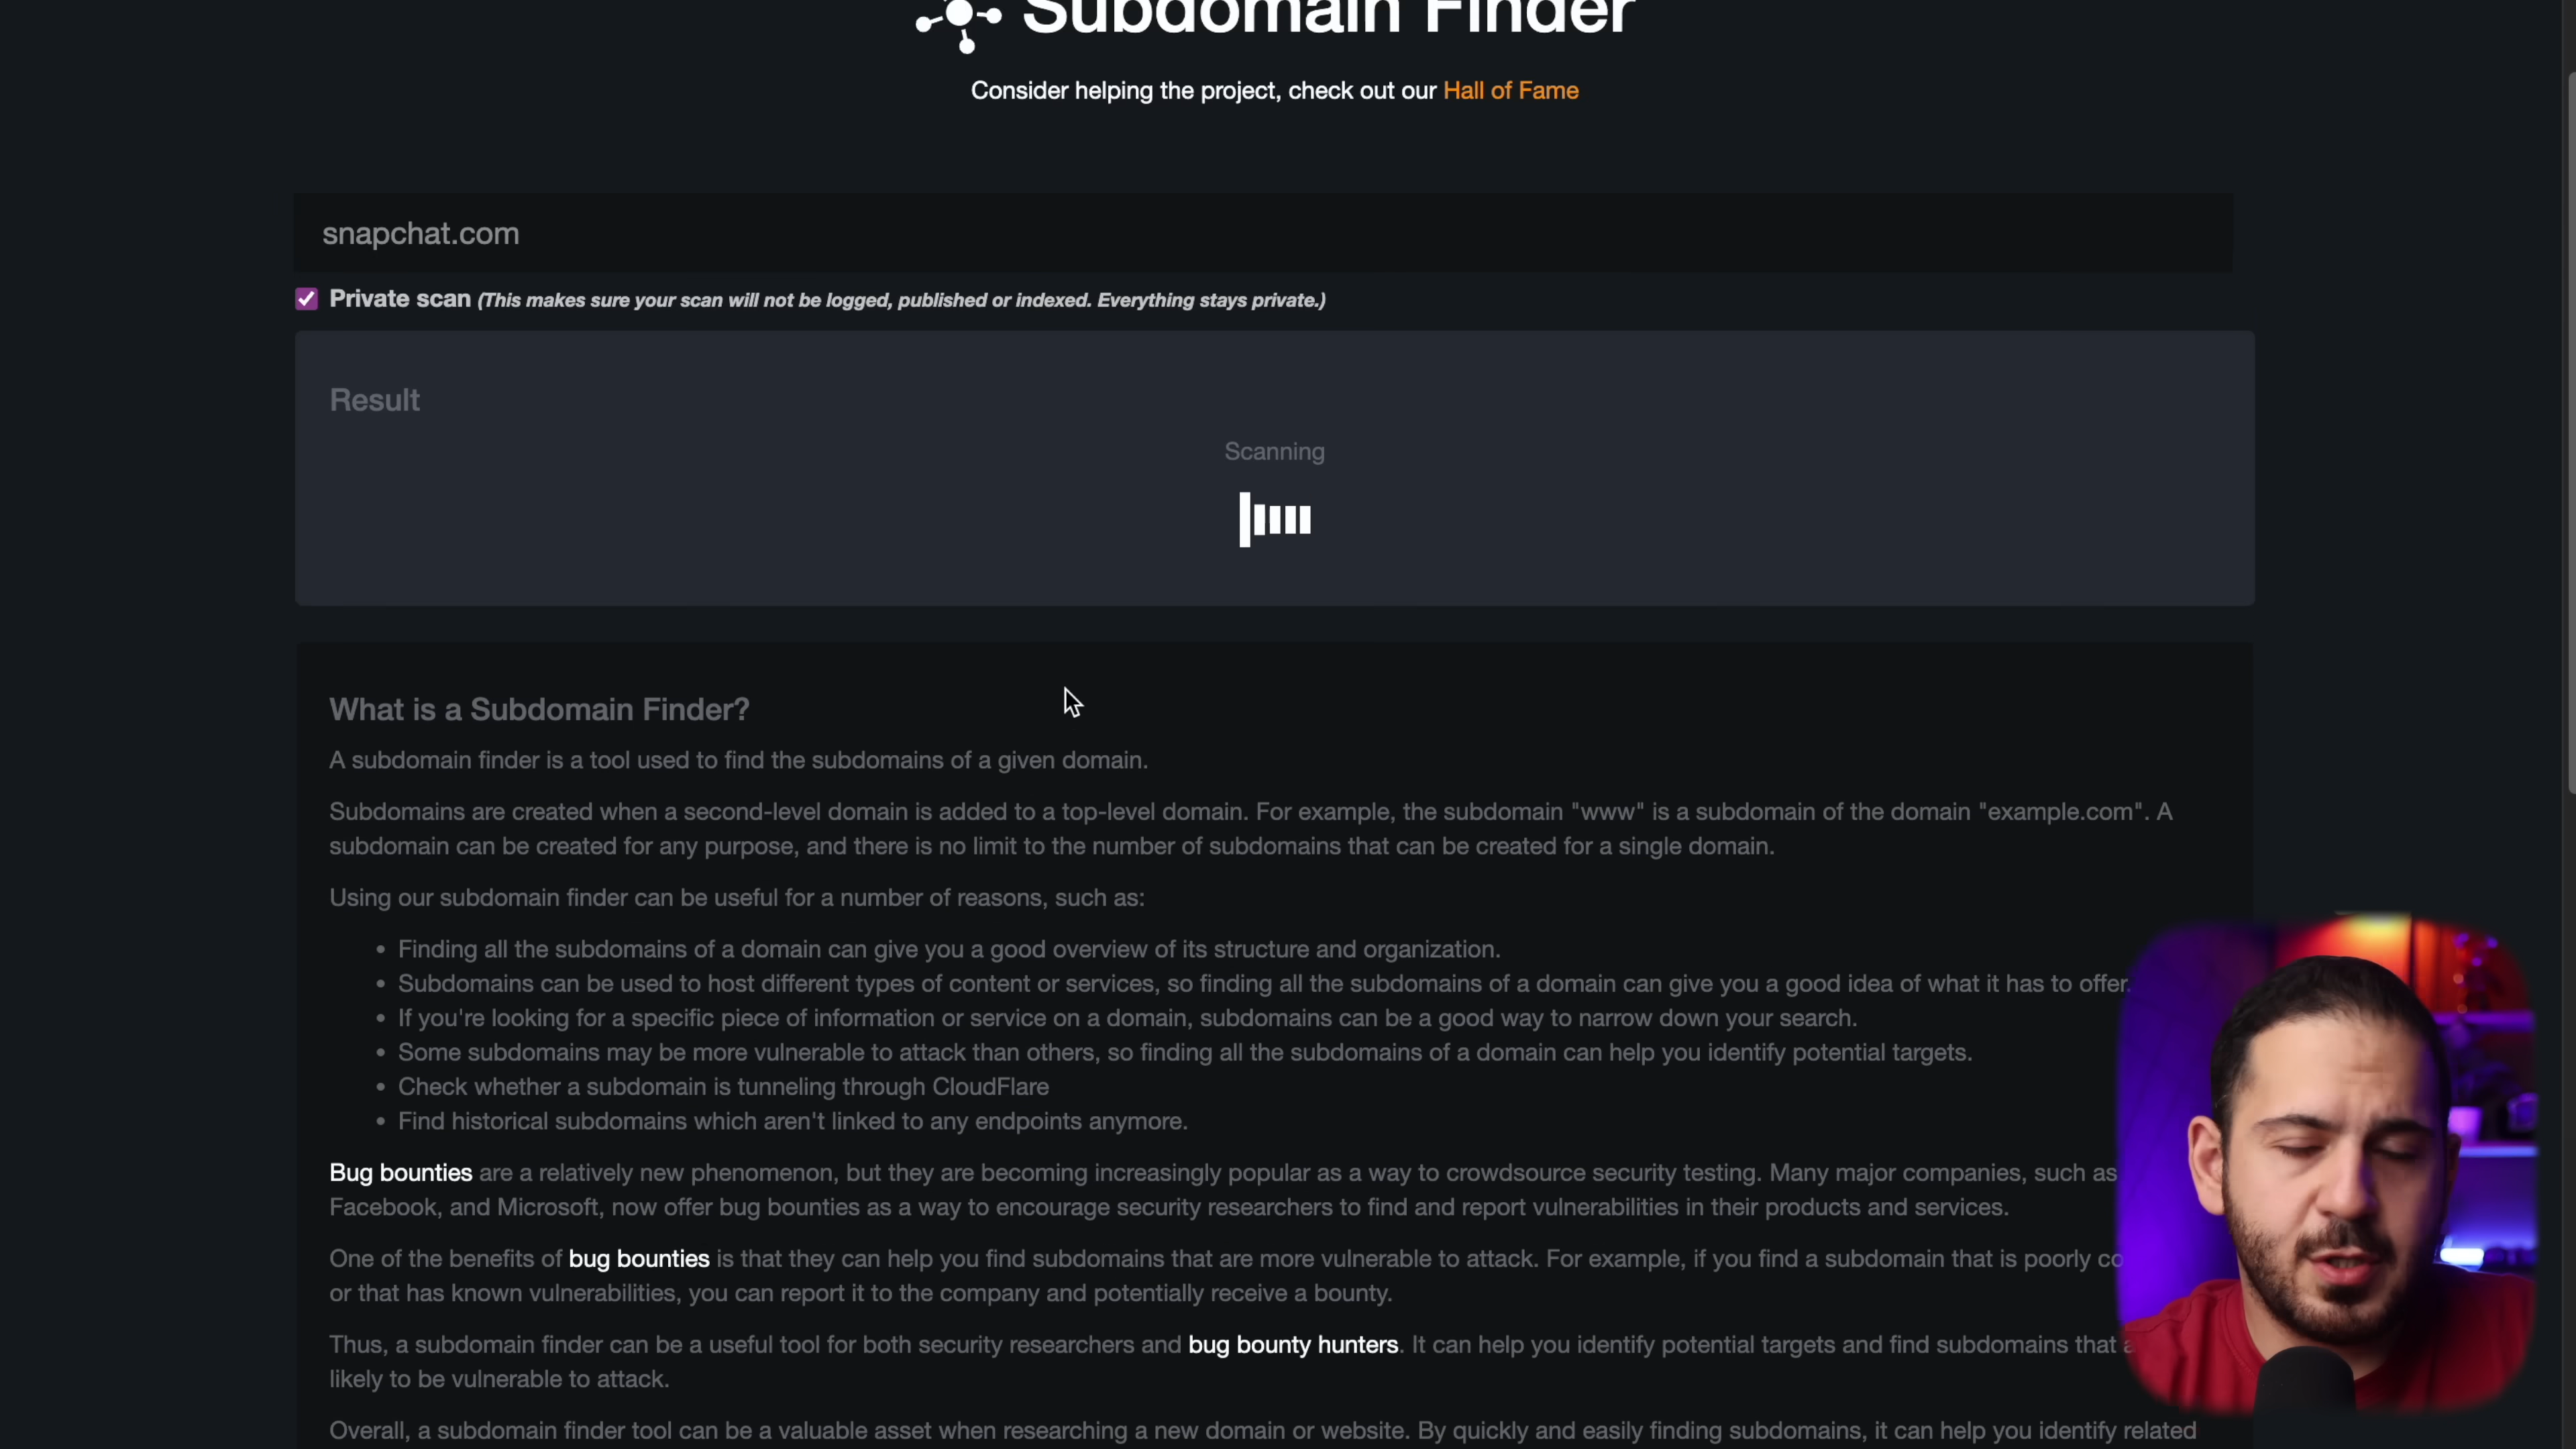 Subdomain Finder
Consider helping the project, check out our Hall of Fame
snapchat.com
Private scan (This makes sure your scan will not be logged, published or indexed. Everything stays private.)
Result
Scanning
What is a Subdomain Finder?
A subdomain finder is a tool used to find the subdomains of a given domain.
Subdomains are created when a second-level domain is added to a top-level domain. For example, the subdomain "www" is a subdomain of the domain "example.com". A
subdomain can be created for any purpose, and there is no limit to the number of subdomains that can be created for a single domain.
Using our subdomain finder can be useful for a number of reasons, such as:
• Finding all the subdomains of a domain can give you a good overview of its structure and organization.
• Subdomains can be used to host different types of content or services, so finding all the subdomains of a domain can give you a good idea of what it has to offer.
• If you're looking for a specific piece of information or service on a domain, subdomains can be a good way to narrow down your search.
• Some subdomains may be more vulnerable to attack than others, so finding all the subdomains of a domain can help you identify potential targets.
• Check whether a subdomain is tunneling through CloudFlare
• Find historical subdomains which aren't linked to any endpoints anymore.
Bug bounties are a relatively new phenomenon, but they are becoming increasingly popular as a way to crowdsource security testing. Many major companies, such as
Facebook, and Microsoft, now offer bug bounties as a way to encourage security researchers to find and report vulnerabilities in their products and services.
One of the benefits of bug bounties is that they can help you find subdomains that are more vulnerable to attack. For example, if you find a subdomain that is poorly
or that has known vulnerabilities, you can report it to the company and potentially receive a bounty.
Thus, a subdomain finder can be a useful tool for both security researchers and bug bounty hunters. It can help you identify potential targets and find subdomains that
likely to be vulnerable to attack.
Overall, a subdomain finder tool can be a valuable asset when researching a new domain or website. By quickly and easily finding subdomains, it can help you identify related